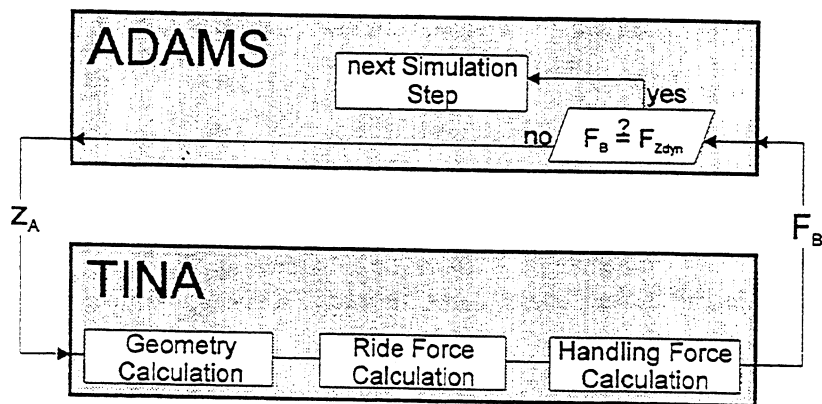 ADAMS
next Simulation
Step
yes
no
F_B ≟ F_Zdyn
Z_A
F_B
TINA
Geometry
Calculation
Ride Force
Calculation
Handling Force
Calculation